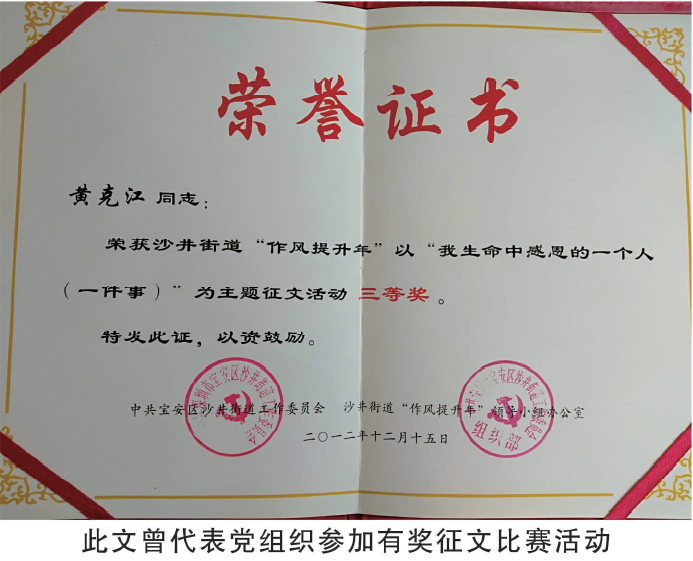 荣誉证书
黄克江 同志：
荣获沙井街道“作风提升年”以“我生命中感恩的一个人
（一件事）”为主题征文活动 三等奖 。
特发此证，以资鼓励。
中共宝安区沙井街道工作委员会 沙井街道“作风提升年”领导小组办公室
二〇一二年十二月十五日
组织部
此文曾代表党组织参加有奖征文比赛活动